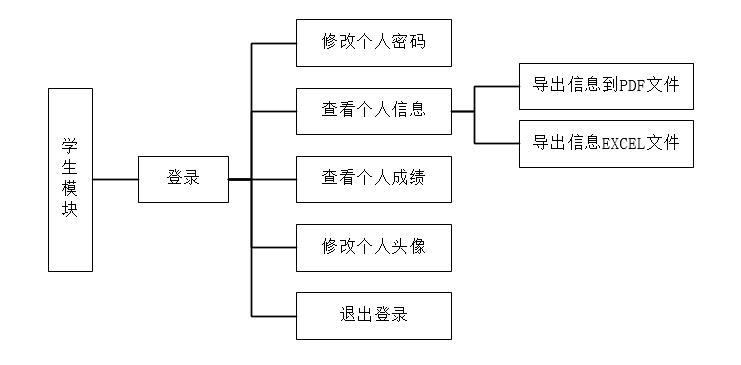 学生模块
登录
修改个人密码
查看个人信息
导出信息到PDF文件
导出信息EXCEL文件
查看个人成绩
修改个人头像
退出登录